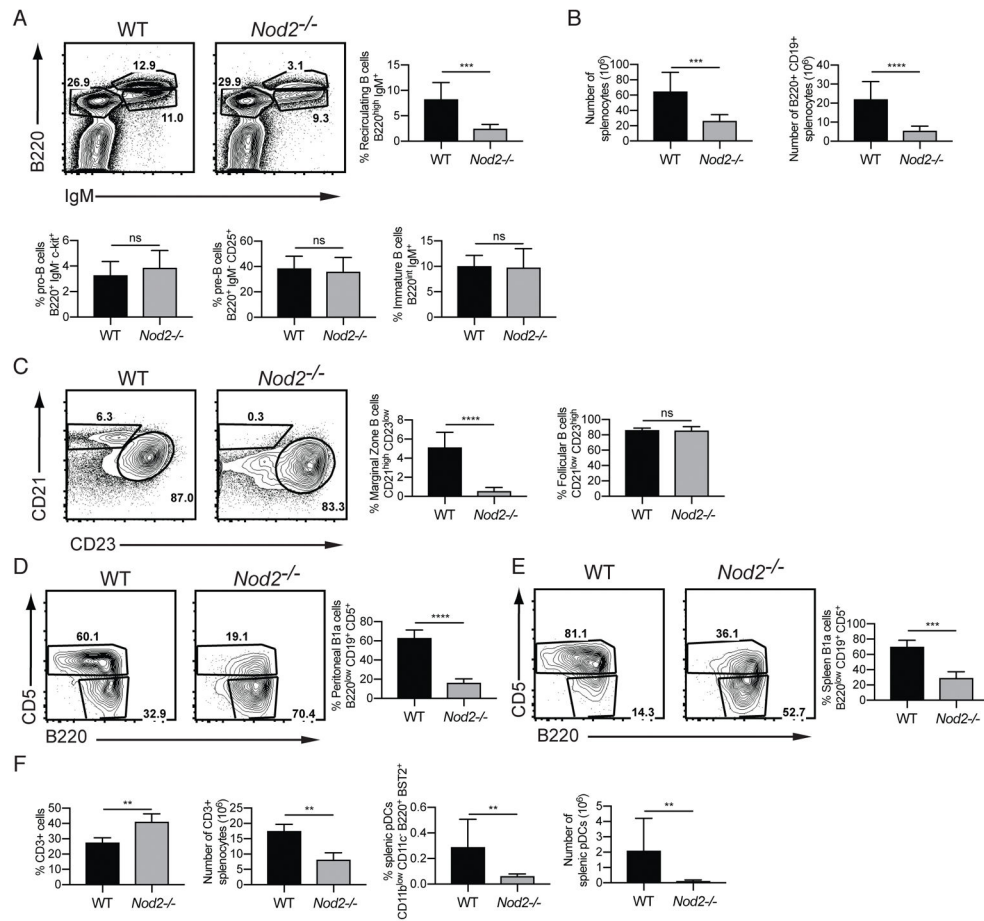 A
WT
Nod2-/-
26.9
12.9
11.0
29.9
3.1
9.3
B220
IgM
% Recirculating B cells
B220high IgM+
15
10
5
0
***
WT
Nod2-/-
B
Number of
splenocytes (10⁶)
100
80
60
40
20
0
***
WT
Nod2-/-
Number of B220+ CD19+
splenocytes (10⁶)
40
30
20
10
0
****
WT
Nod2-/-
% pro-B cells
B220+ IgM- c-kit+
6
4
2
0
ns
WT
Nod2-/-
% pre-B cells
B220+ IgM- CD25+
60
40
20
0
ns
WT
Nod2-/-
% Immature B cells
B220int IgM+
15
10
5
0
ns
WT
Nod2-/-
C
WT
Nod2-/-
6.3
87.0
0.3
83.3
CD21
CD23
% Marginal Zone B cells
CD21high CD23low
8
6
4
2
0
****
WT
Nod2-/-
% Follicular B cells
CD21low CD23high
100
80
60
40
20
0
ns
WT
Nod2-/-
D
WT
Nod2-/-
60.1
32.9
19.1
70.4
CD5
B220
% Peritoneal B1a cells
B220low CD19+ CD5+
80
60
40
20
0
****
WT
Nod2-/-
E
WT
Nod2-/-
81.1
14.3
36.1
52.7
CD5
B220
% Spleen B1a cells
B220low CD19+ CD5+
100
80
60
40
20
0
***
WT
Nod2-/-
F
% CD3+ cells
50
40
30
20
10
0
**
WT
Nod2-/-
Number of CD3+
splenocytes (10⁶)
25
20
15
10
5
0
**
WT
Nod2-/-
% splenic pDCs
CD11blow CD11c- B220+ BST2+
0.6
0.4
0.2
0.0
**
WT
Nod2-/-
Number of
splenic pDCs (10⁶)
5
4
3
2
1
0
**
WT
Nod2-/-